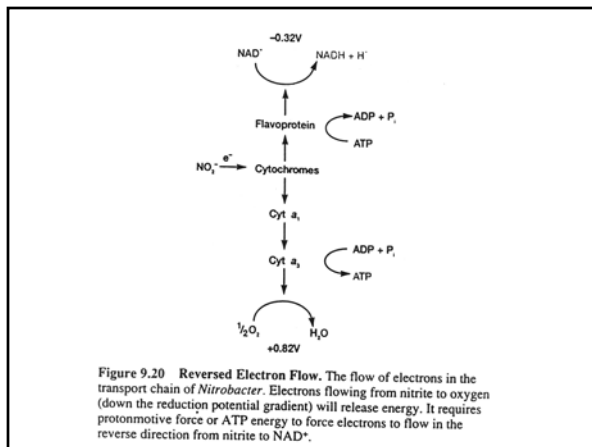 −0.32V
NAD⁺ NADH + H⁺
Flavoprotein
ADP + Pᵢ
ATP
NO₂⁻ e⁻ Cytochromes
Cyt a₁
Cyt a₃
ADP + Pᵢ
ATP
½O₂ H₂O
+0.82V
Figure 9.20 Reversed Electron Flow. The flow of electrons in the
transport chain of Nitrobacter. Electrons flowing from nitrite to oxygen
(down the reduction potential gradient) will release energy. It requires
protonmotive force or ATP energy to force electrons to flow in the
reverse direction from nitrite to NAD⁺.